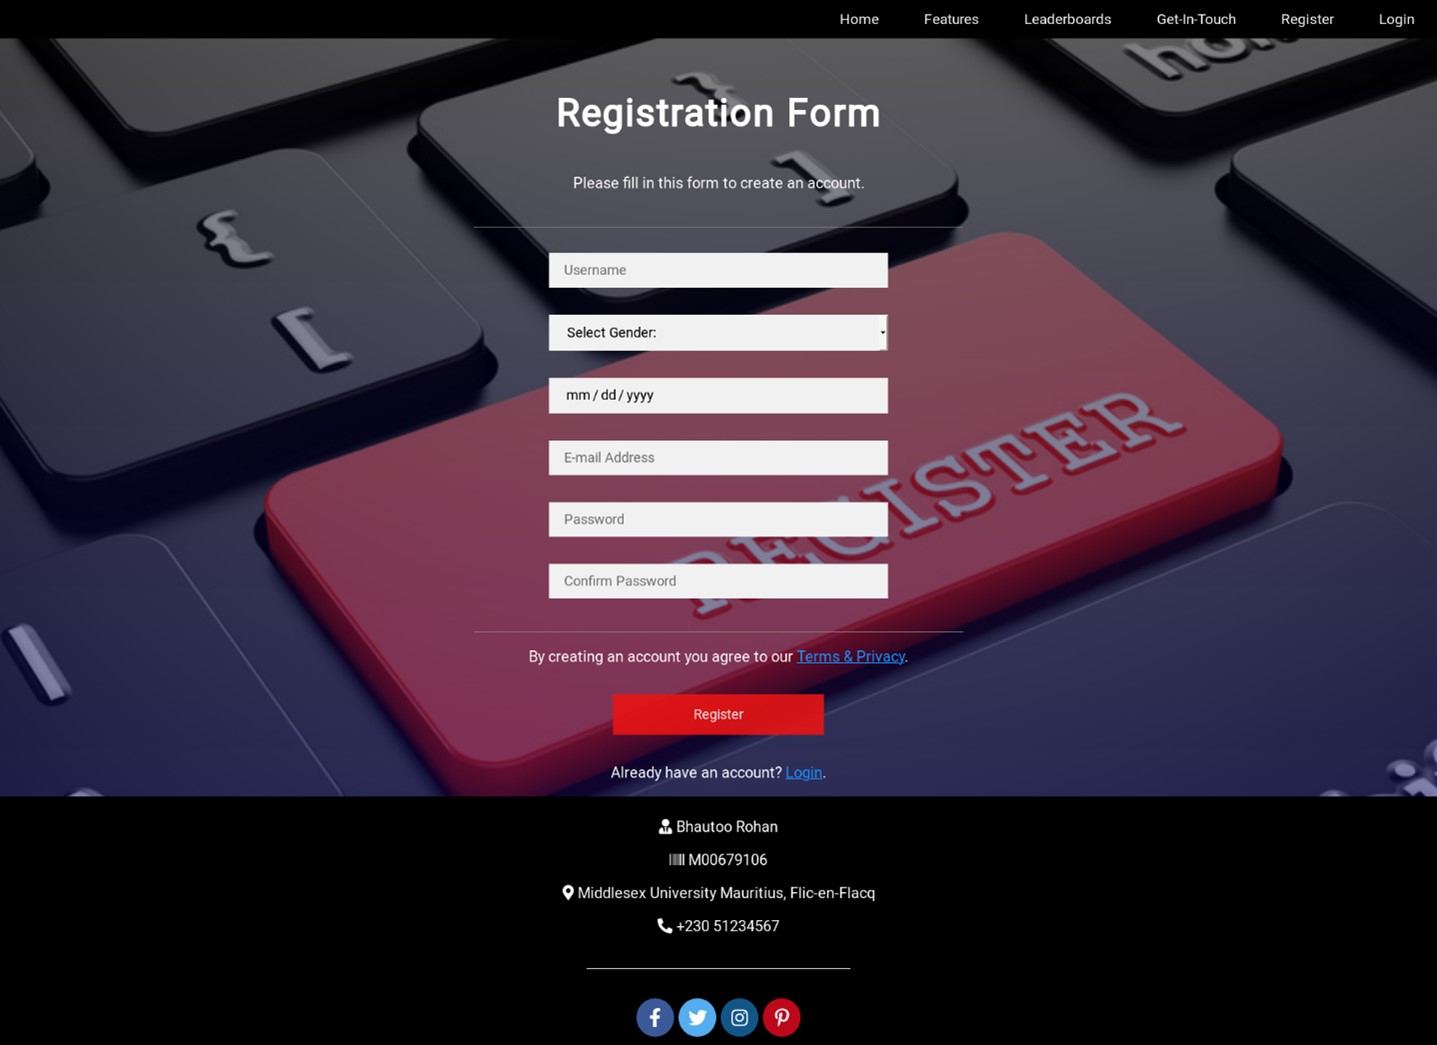 Home Features Leaderboards Get-In-Touch Register Login
Registration Form
Please fill in this form to create an account.
Username
Select Gender:
mm / dd / yyyy
E-mail Address
Password
REGISTER
Confirm Password
By creating an account you agree to our Terms & Privacy.
Register
Already have an account? Login.
Bhautoo Rohan
M00679106
Middlesex University Mauritius, Flic-en-Flacq
+230 51234567